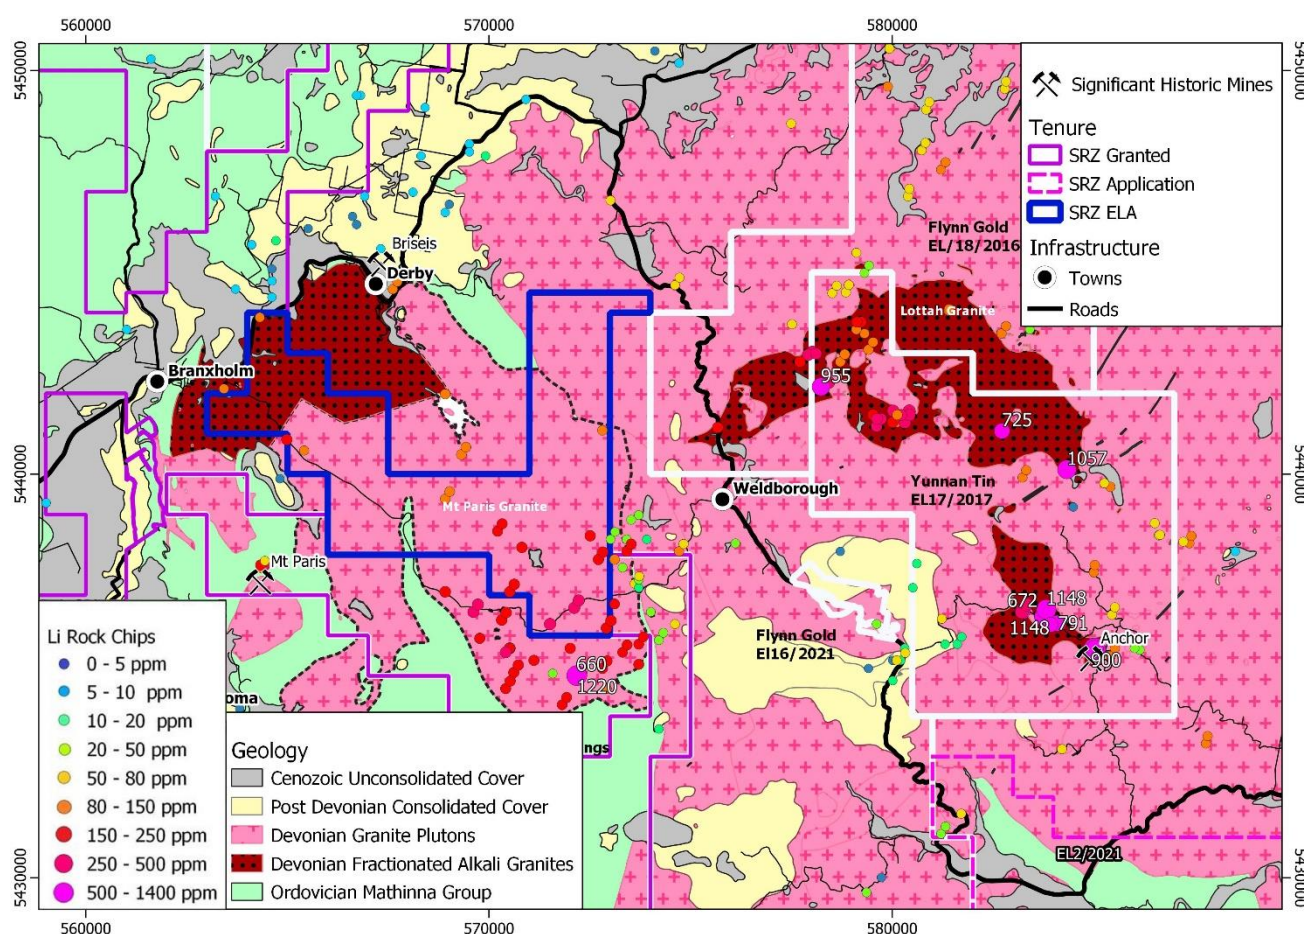 560000
570000
580000
5450000
5450000
Significant Historic Mines
Tenure
SRZ Granted
SRZ Application
SRZ ELA
Infrastructure
Towns
Roads
Flynn Gold
EL/18/2016
Briseis
Derby
Lottah Granite
Branxholm
955
725
5440000
5440000
1057
Weldborough
Yunnan Tin
EL17/2017
Mt Paris Granite
Mt Paris
672
1148
1148
791
Flynn Gold
El16/2021
Anchor
900
660
1220
oma
ngs
Li Rock Chips
0 - 5 ppm
5 - 10 ppm
10 - 20 ppm
20 - 50 ppm
50 - 80 ppm
80 - 150 ppm
150 - 250 ppm
250 - 500 ppm
500 - 1400 ppm
Geology
Cenozoic Unconsolidated Cover
Post Devonian Consolidated Cover
Devonian Granite Plutons
Devonian Fractionated Alkali Granites
Ordovician Mathinna Group
EL2/2021
5430000
5430000
560000
570000
580000